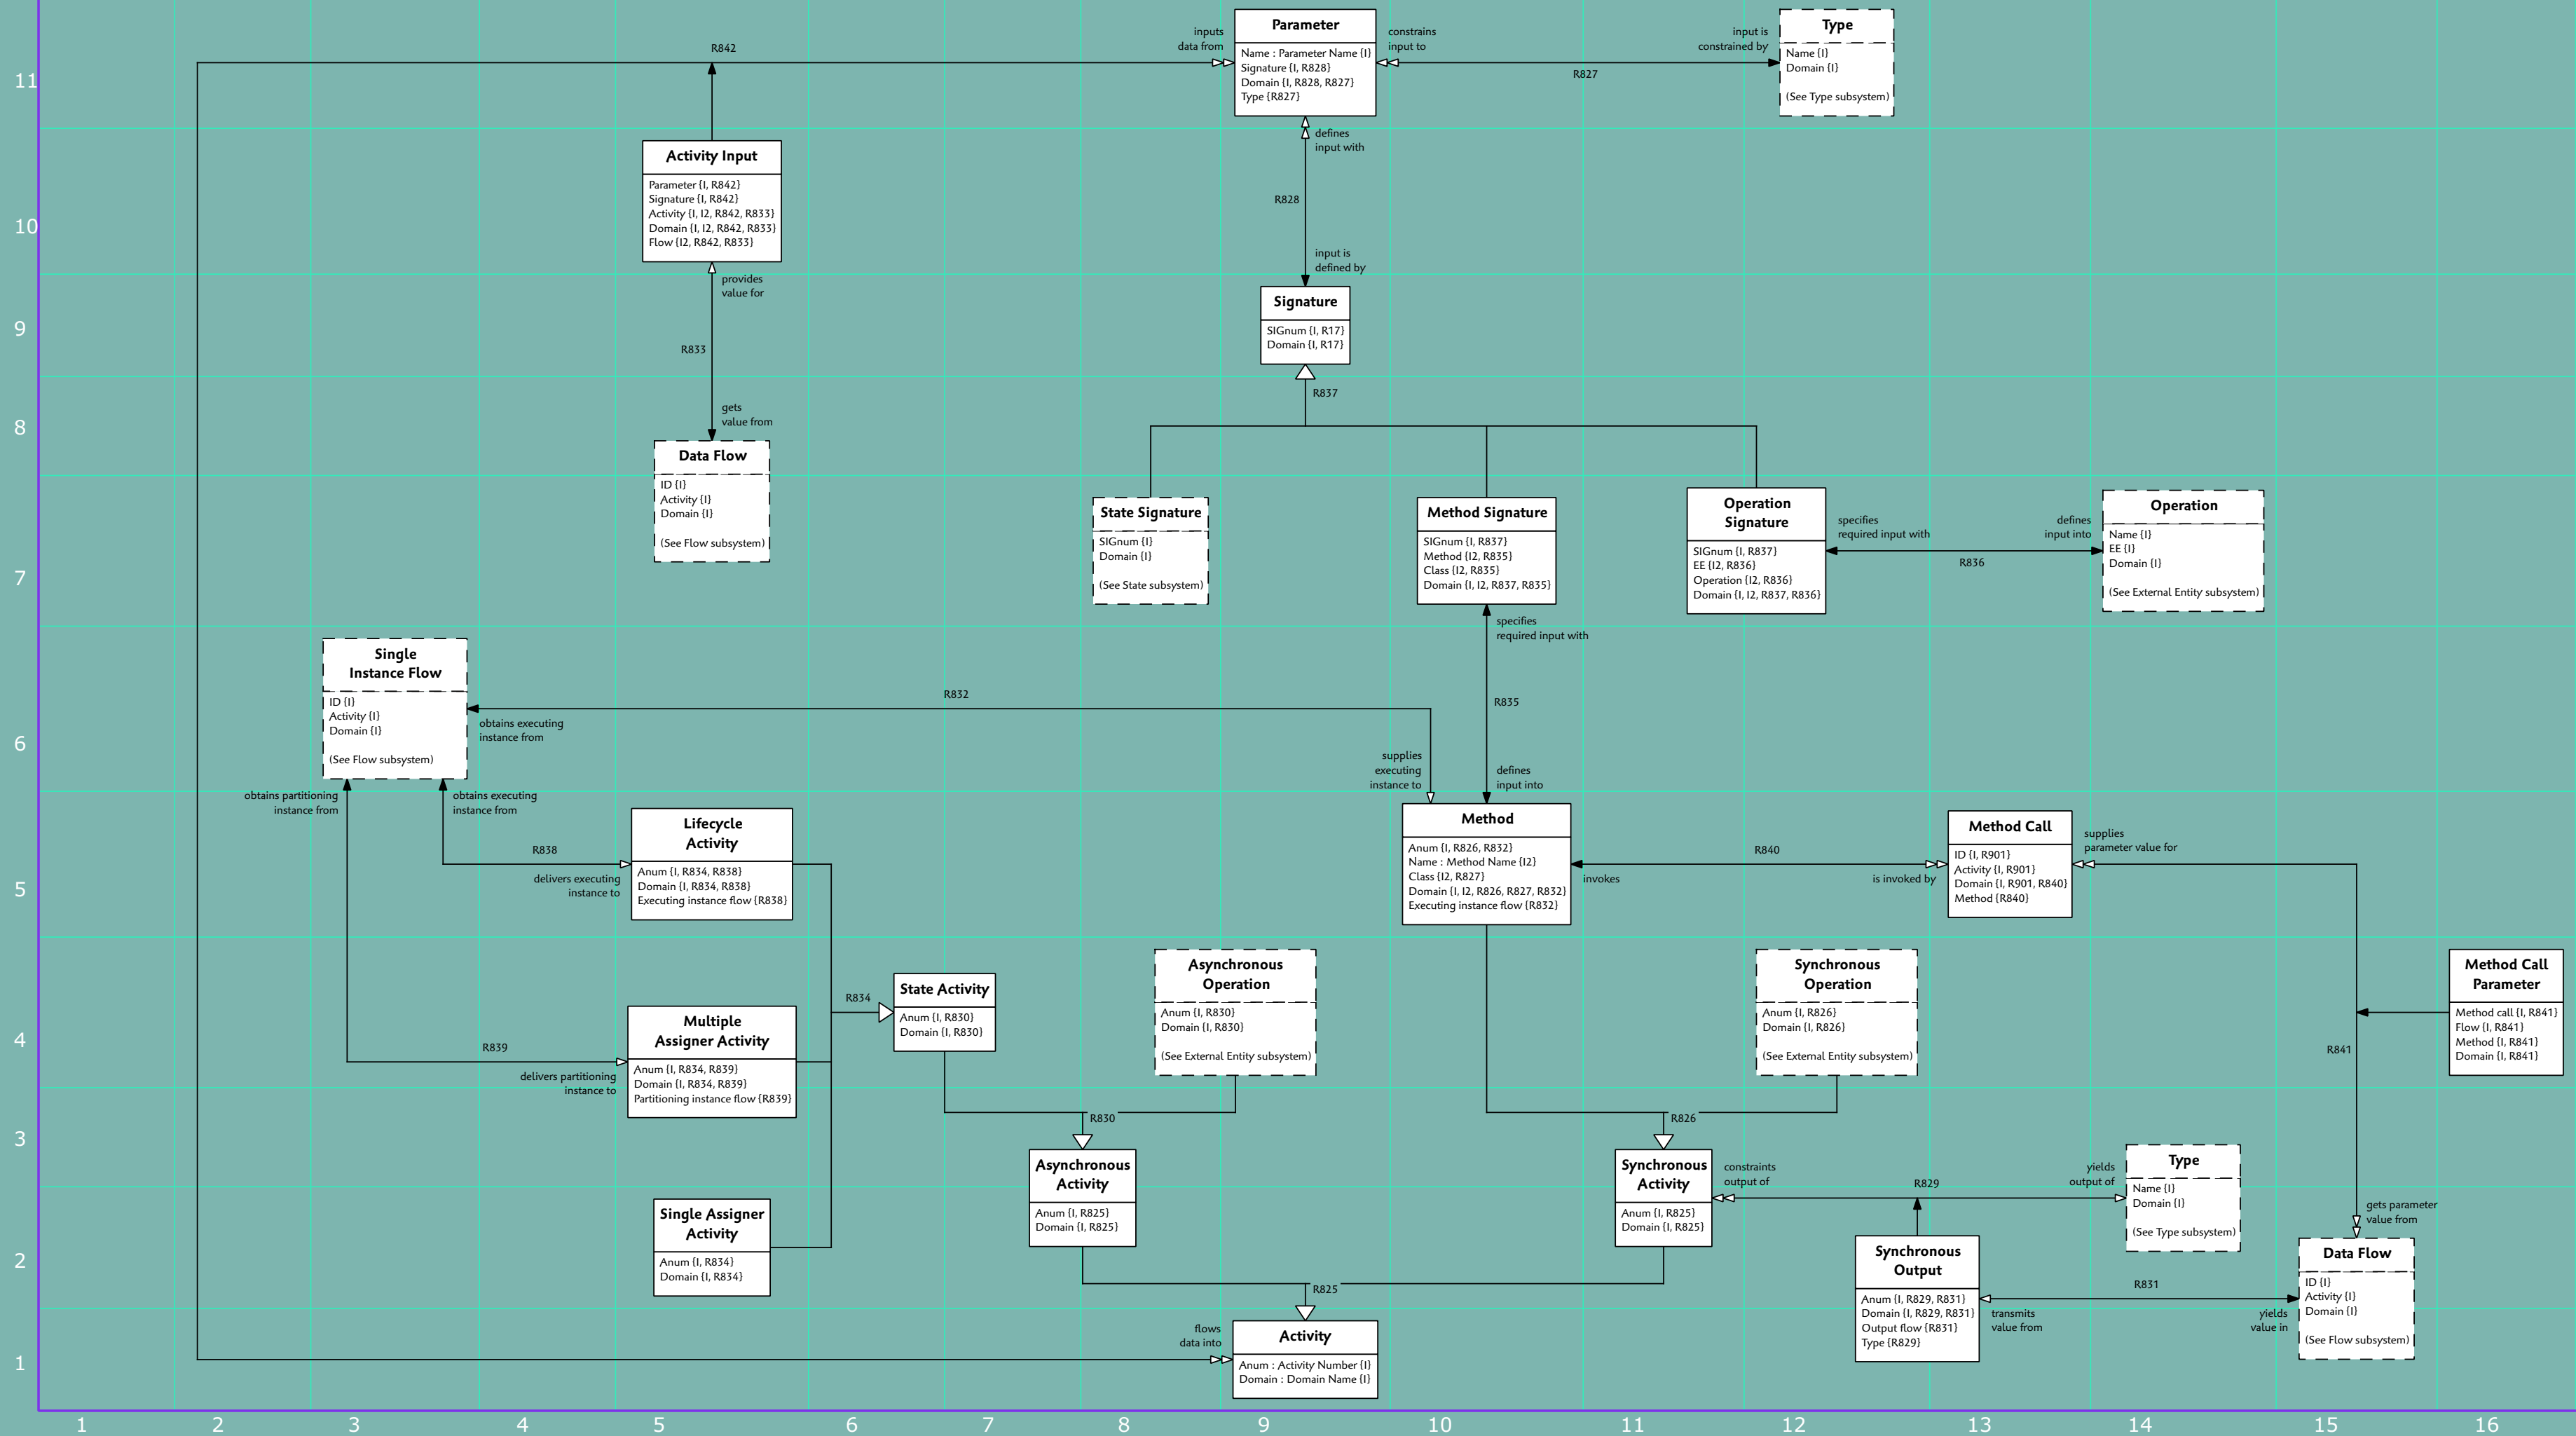 11
10
9
8
7
6
5
4
3
2
1
1
2
3
4
5
6
7
8
9
10
11
12
13
14
15
16
R842
inputs
data from
Parameter
Name : Parameter Name {I}
Signature {I, R828}
Domain {I, R828, R827}
Type {R827}
constrains
input to
R827
input is
constrained by
Type
Name {I}
Domain {I}
(See Type subsystem)
Activity Input
Parameter {I, R842}
Signature {I, R842}
Activity {I, I2, R842, R833}
Domain {I, I2, R842, R833}
Flow {I2, R842, R833}
defines
input with
R828
input is
defined by
provides
value for
R833
gets
value from
Signature
SIGnum {I, R17}
Domain {I, R17}
R837
Data Flow
ID {I}
Activity {I}
Domain {I}
(See Flow subsystem)
State Signature
SIGnum {I}
Domain {I}
(See State subsystem)
Method Signature
SIGnum {I, R837}
Method {I2, R835}
Class {I2, R835}
Domain {I, I2, R837, R835}
Operation
Signature
SIGnum {I, R837}
EE {I2, R836}
Operation {I2, R836}
Domain {I, I2, R837, R836}
specifies
required input with
R836
defines
input into
Operation
Name {I}
EE {I}
Domain {I}
(See External Entity subsystem)
specifies
required input with
R835
defines
input into
Single
Instance Flow
ID {I}
Activity {I}
Domain {I}
(See Flow subsystem)
R832
obtains executing
instance from
supplies
executing
instance to
obtains partitioning
instance from
obtains executing
instance from
R838
delivers executing
instance to
Lifecycle
Activity
Anum {I, R834, R838}
Domain {I, R834, R838}
Executing instance flow {R838}
Method
Anum {I, R826, R832}
Name : Method Name {I2}
Class {I2, R827}
Domain {I, I2, R826, R827, R832}
Executing instance flow {R832}
invokes
R840
is invoked by
Method Call
ID {I, R901}
Activity {I, R901}
Domain {I, R901, R840}
Method {R840}
supplies
parameter value for
R841
gets parameter
value from
Method Call
Parameter
Method call {I, R841}
Flow {I, R841}
Method {I, R841}
Domain {I, R841}
R839
delivers partitioning
instance to
Multiple
Assigner Activity
Anum {I, R834, R839}
Domain {I, R834, R839}
Partitioning instance flow {R839}
R834
State Activity
Anum {I, R830}
Domain {I, R830}
Asynchronous
Operation
Anum {I, R830}
Domain {I, R830}
(See External Entity subsystem)
Synchronous
Operation
Anum {I, R826}
Domain {I, R826}
(See External Entity subsystem)
R830
R826
Single Assigner
Activity
Anum {I, R834}
Domain {I, R834}
Asynchronous
Activity
Anum {I, R825}
Domain {I, R825}
Synchronous
Activity
Anum {I, R825}
Domain {I, R825}
constraints
output of
R829
yields
output of
Type
Name {I}
Domain {I}
(See Type subsystem)
Synchronous
Output
Anum {I, R829, R831}
Domain {I, R829, R831}
Output flow {R831}
Type {R829}
transmits
value from
R831
yields
value in
Data Flow
ID {I}
Activity {I}
Domain {I}
(See Flow subsystem)
R825
flows
data into
Activity
Anum : Activity Number {I}
Domain : Domain Name {I}